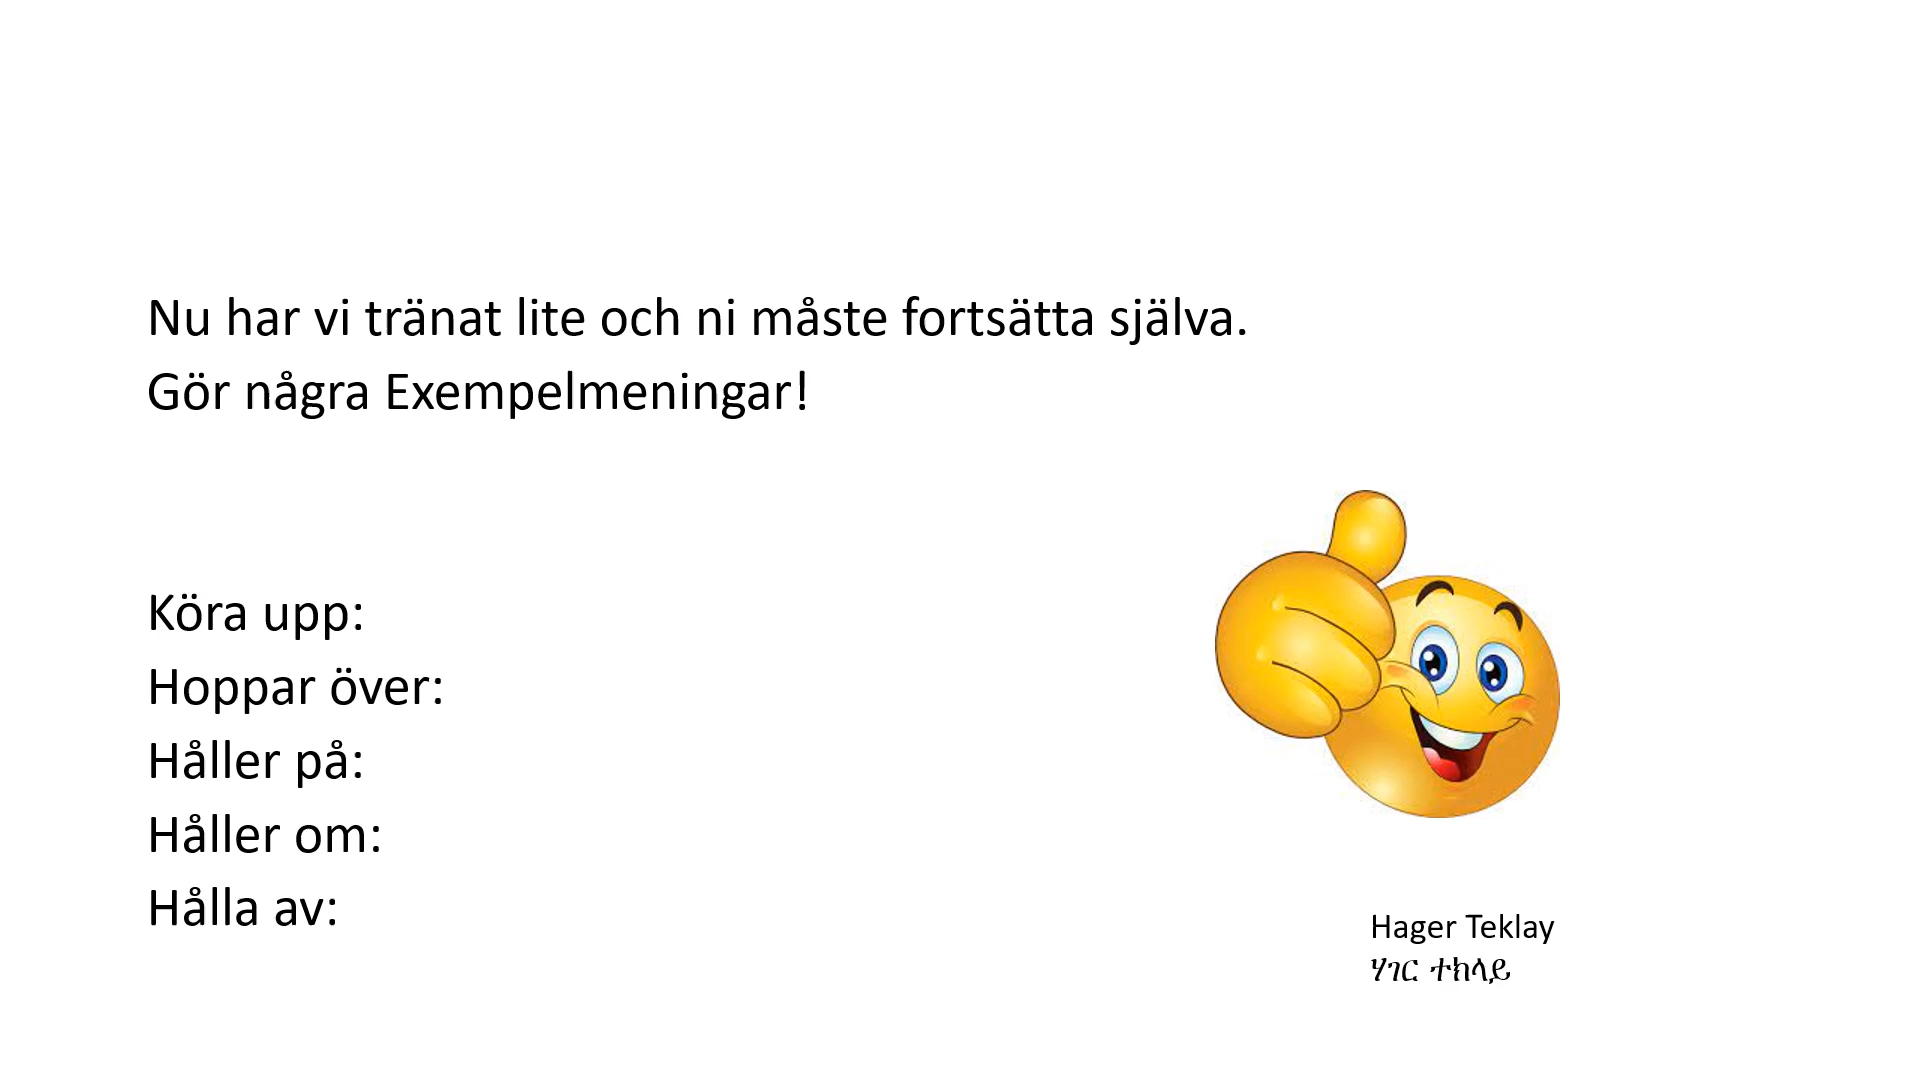 Nu har vi tränat lite och ni måste fortsätta själva.
Gör några Exempelmeningar!
Köra upp:
Hoppar över:
Håller på:
Håller om:
Hålla av:
Hager Teklay
ሃገር ተክላይ